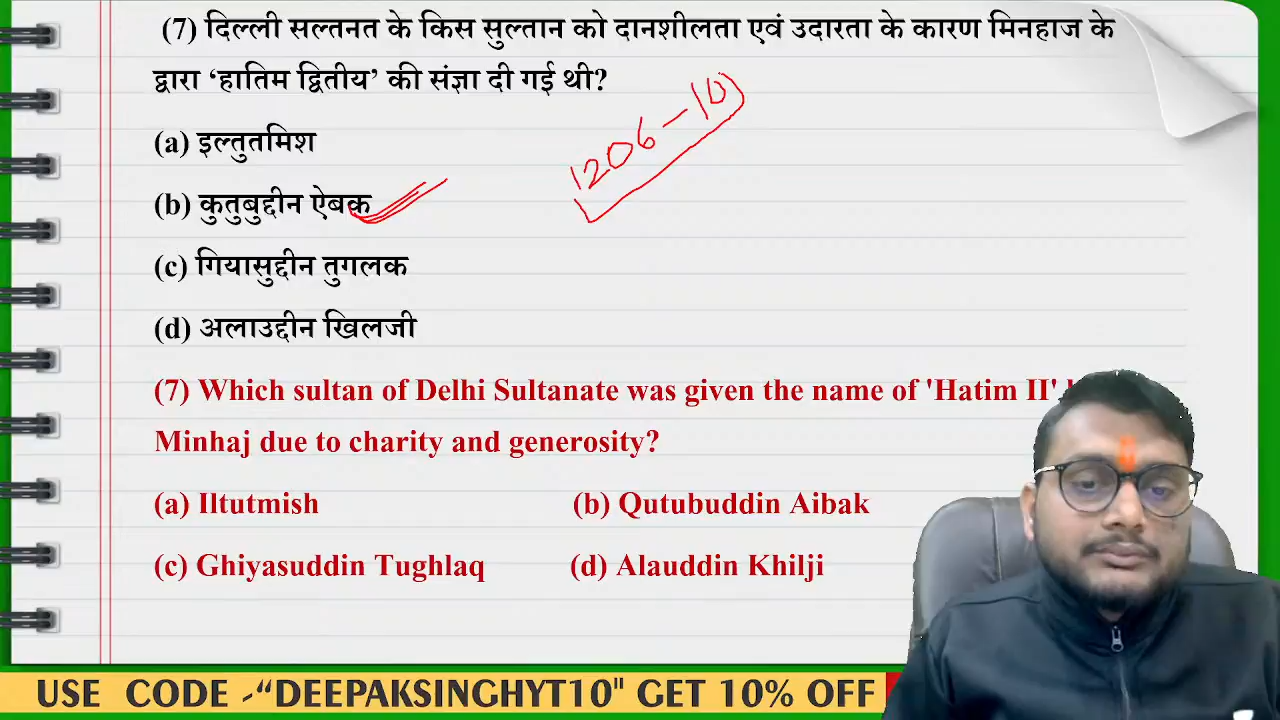 (7) दिल्ली सल्तनत के किस सुल्तान को दानशीलता एवं उदारता के कारण मिनहाज के
द्वारा ‘हातिम द्वितीय’ की संज्ञा दी गई थी?
1206-10
(a) इल्तुतमिश
(b) कुतुबुद्दीन ऐबक
(c) गियासुद्दीन तुगलक
(d) अलाउद्दीन खिलजी
(7) Which sultan of Delhi Sultanate was given the name of 'Hatim II'
Minhaj due to charity and generosity?
(a) Iltutmish (b) Qutubuddin Aibak
(c) Ghiyasuddin Tughlaq (d) Alauddin Khilji
USE CODE -“DEEPAKSINGHYT10" GET 10% OFF